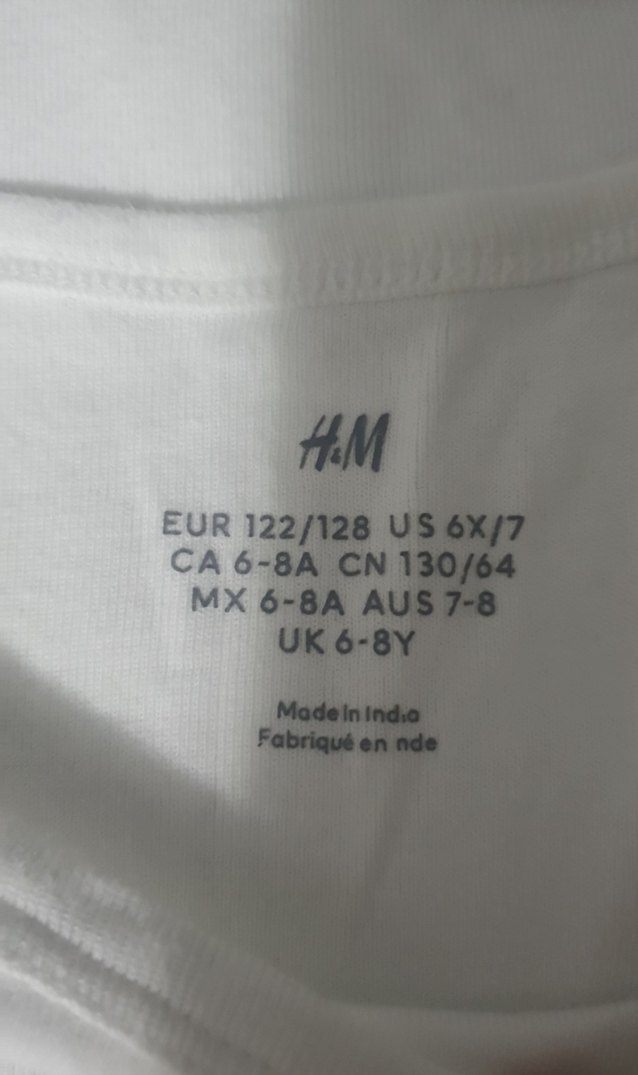 H&M
EUR 122/128 US 6X/7
CA 6-8A CN 130/64
MX 6-8A AUS 7-8
UK 6-8Y
Made in India
Fabriqué en nde